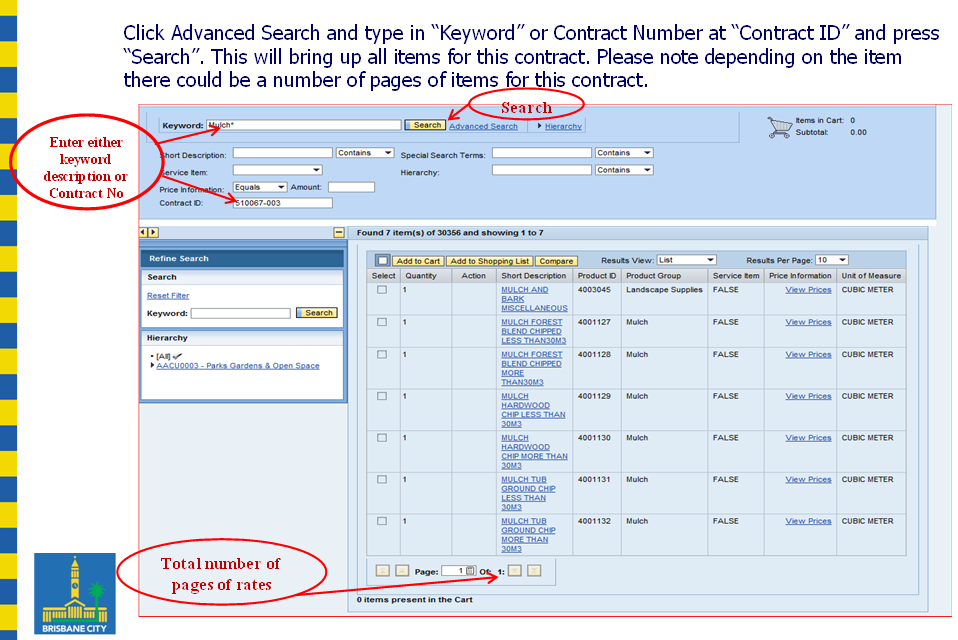 Click Advanced Search and type in “Keyword” or Contract Number at “Contract ID” and press
“Search”. This will bring up all items for this contract. Please note depending on the item
there could be a number of pages of items for this contract.
Search
Enter either
keyword
description or
Contract No
Keyword: Mulch* Search Advanced Search Hierarchy
Items in Cart: 0
Subtotal: 0.00
Short Description: Contains Special Search Terms: Contains
Service Item: Hierarchy: Contains
Price Information: Equals Amount:
Contract ID: 510067-003
Found 7 item(s) of 30356 and showing 1 to 7
Refine Search
Search
Reset Filter
Keyword: Search
Hierarchy
• [All]
AACU0003 - Parks Gardens & Open Space
Add to Cart Add to Shopping List Compare Results View: List Results Per Page: 10
Select Quantity Action Short Description Product ID Product Group Service Item Price Information Unit of Measure
1 MULCH AND 4003045 Landscape Supplies FALSE View Prices CUBIC METER
BARK
MISCELLANEOUS
1 MULCH FOREST 4001127 Mulch FALSE View Prices CUBIC METER
BLEND CHIPPED
LESS THAN30M3
1 MULCH FOREST 4001128 Mulch FALSE View Prices CUBIC METER
BLEND CHIPPED
MORE
THAN30M3
1 MULCH 4001129 Mulch FALSE View Prices CUBIC METER
HARDWOOD
CHIP LESS THAN
30M3
1 MULCH 4001130 Mulch FALSE View Prices CUBIC METER
HARDWOOD
CHIP MORE THAN
30M3
1 MULCH TUB 4001131 Mulch FALSE View Prices CUBIC METER
GROUND CHIP
LESS THAN
30M3
1 MULCH TUB 4001132 Mulch FALSE View Prices CUBIC METER
GROUND CHIP
MORE THAN
30M3
Total number of
pages of rates
Page: 1 Of: 1:
0 items present in the Cart
BRISBANE CITY